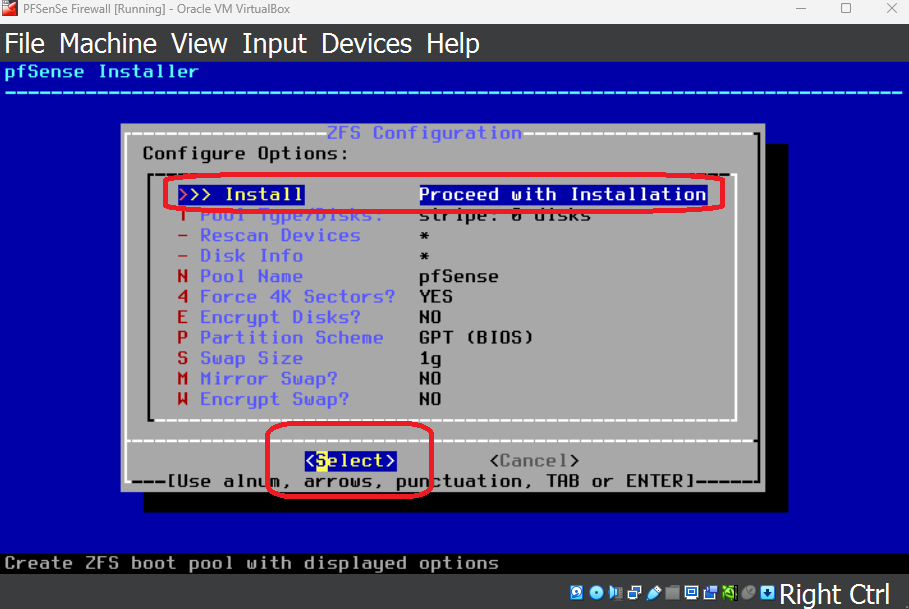 PFSenSe Firewall [Running] - Oracle VM VirtualBox
File Machine View Input Devices Help
pfSense Installer
ZFS Configuration
Configure Options:
>>> Install Proceed with Installation
T Pool Type/Disks: stripe: 0 disks
- Rescan Devices *
- Disk Info *
N Pool Name pfSense
4 Force 4K Sectors? YES
E Encrypt Disks? NO
P Partition Scheme GPT (BIOS)
S Swap Size 1g
M Mirror Swap? NO
W Encrypt Swap? NO
<Select> <Cancel>
[Use alnum, arrows, punctuation, TAB or ENTER]
Create ZFS boot pool with displayed options
Right Ctrl